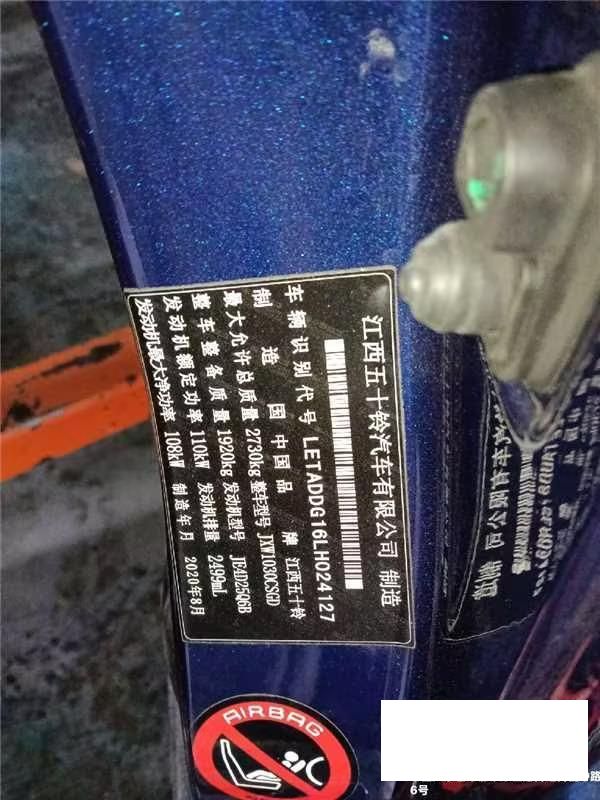 江西五十铃汽车有限公司 制造
车辆识别代号 LETADDG16LH024127
制造国 中国 品牌 江西五十铃
最大允许总质量 2730kg 整车型号 JXW1030CSGD
整车整备质量 1920kg 发动机型号 JE4D25Q6B
发动机额定功率 110kW 发动机排量 2499mL
发动机最大净功率 108kW 制造年月 2020年8月
AIRBAG
路
6号